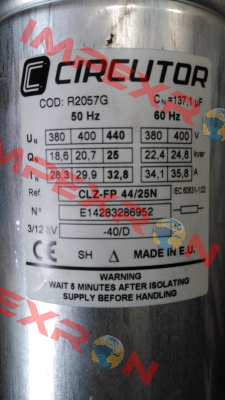 CIRCUTOR
COD: R2057G CN=137,1 µF
50 Hz 60 Hz
UN 380 400 440 380 400 V
QN 18,6 20,7 25 22,4 24,8 kvar
IN 28,3 29,9 32,8 34,1 35,8 A
Ref. CLZ-FP 44/25N IEC 60831-1:02
Nº E14283286952
3/12 kV -40/D
CE SH Δ MADE IN E.U.
WARNING
WAIT 5 MINUTES AFTER ISOLATING
SUPPLY BEFORE HANDLING
IMPEXRON